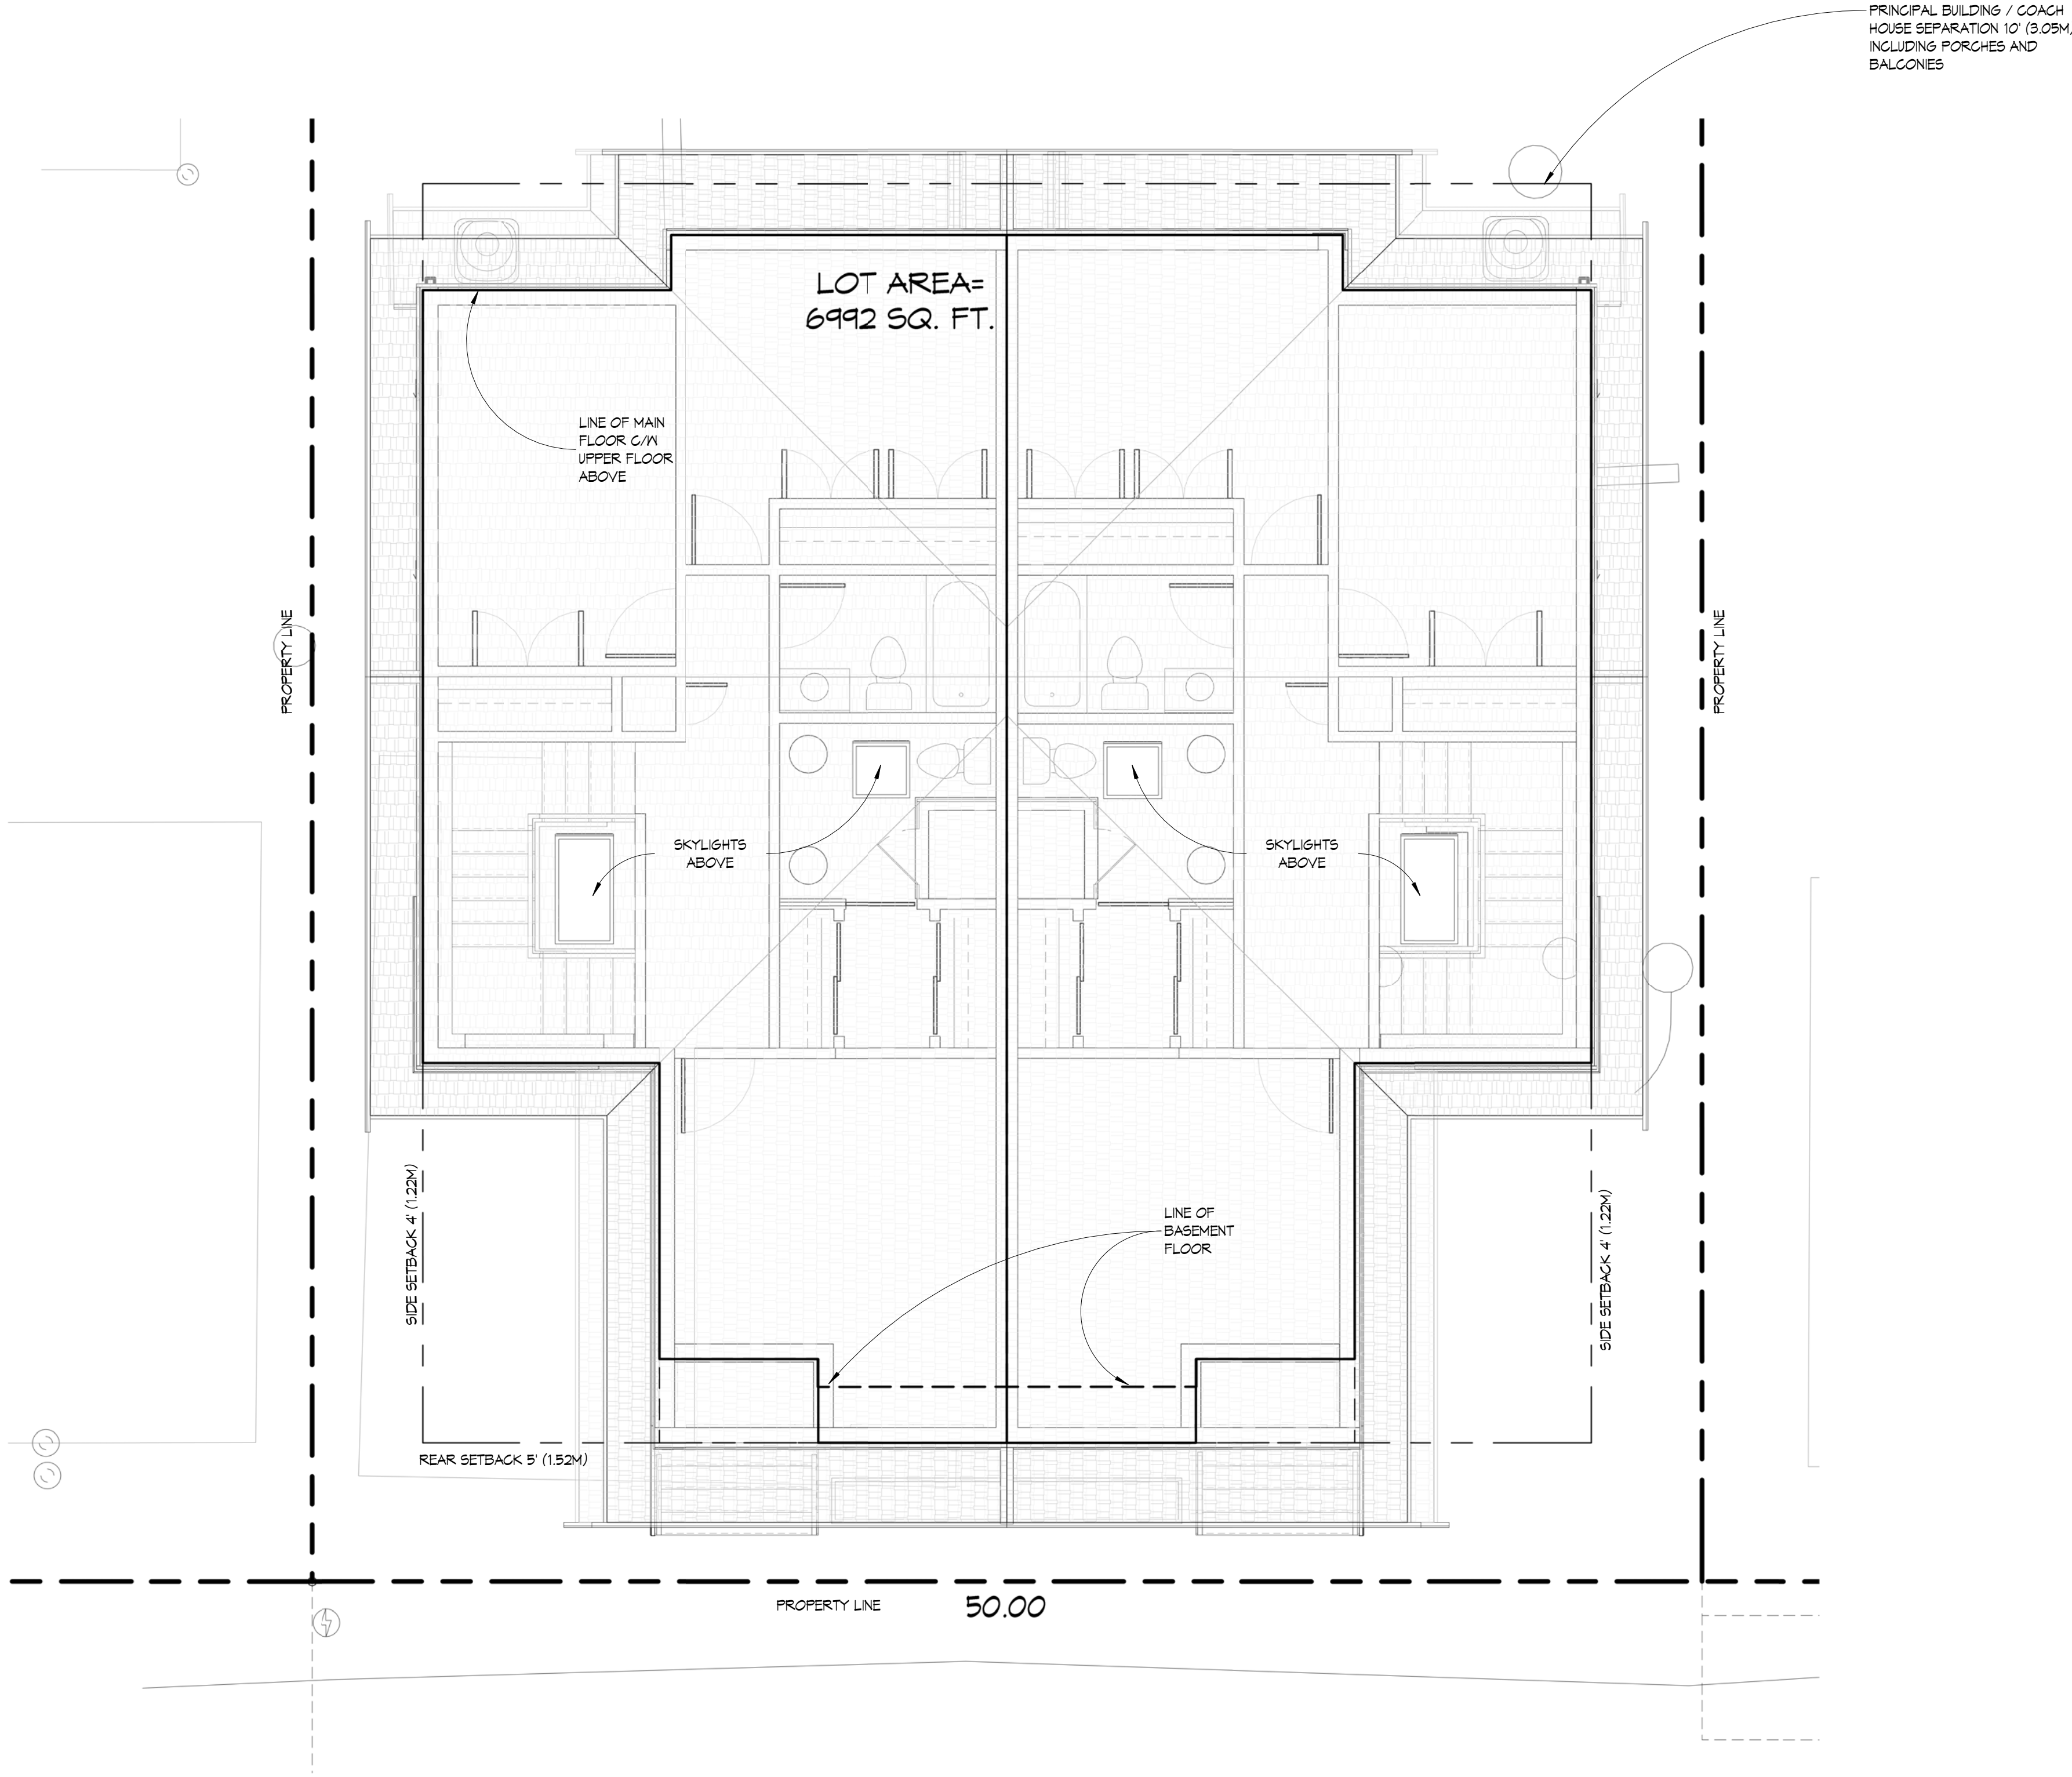 PRINCIPAL BUILDING / COACH
HOUSE SEPARATION 10' (3.05M,
INCLUDING PORCHES AND
BALCONIES
LOT AREA=
6992 SQ. FT.
LINE OF MAIN
FLOOR C/W
UPPER FLOOR
ABOVE
PROPERTY LINE
PROPERTY LINE
SKYLIGHTS
ABOVE
SKYLIGHTS
ABOVE
SIDE SETBACK 4' (1.22M)
SIDE SETBACK 4' (1.22M)
LINE OF
BASEMENT
FLOOR
REAR SETBACK 5' (1.52M)
PROPERTY LINE
50.00